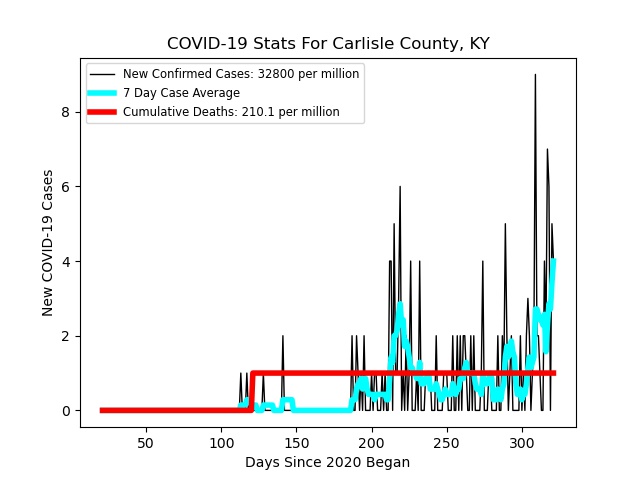 COVID-19 Stats For Carlisle County, KY
New Confirmed Cases: 32800 per million
7 Day Case Average
Cumulative Deaths: 210.1 per million
New COVID-19 Cases
8
6
4
2
0
50 100 150 200 250 300
Days Since 2020 Began